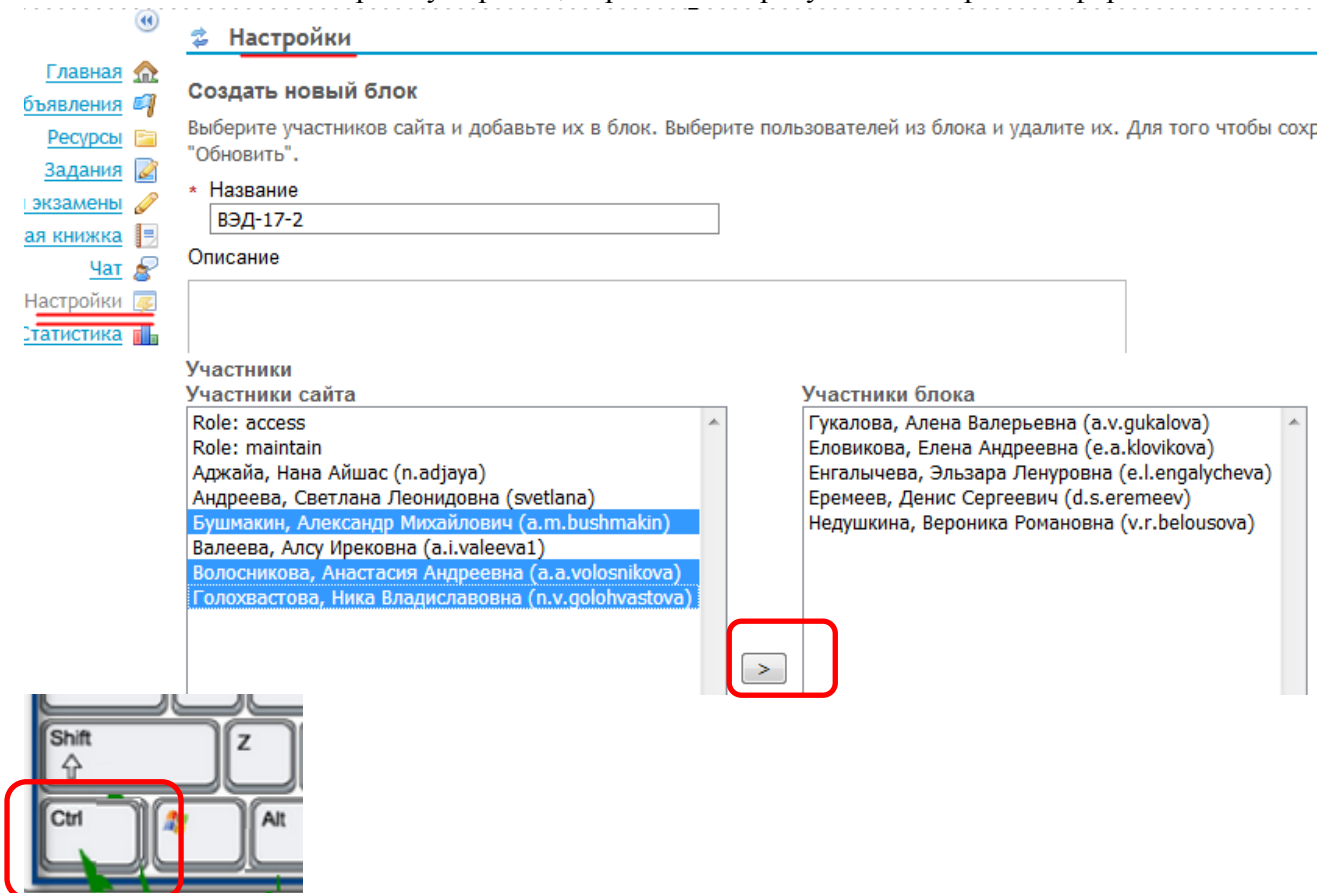 Настройки
Главная
бъявления
Ресурсы
Задания
экзамены
ая книжка
Чат
Настройки
Статистика
Создать новый блок
Выберите участников сайта и добавьте их в блок. Выберите пользователей из блока и удалите их. Для того чтобы сохр
"Обновить".
* Название
ВЭД-17-2
Описание
Участники
Участники сайта
Role: access
Role: maintain
Аджайа, Нана Айшас (n.adjaya)
Андреева, Светлана Леонидовна (svetlana)
Бушмакин, Александр Михайлович (a.m.bushmakin)
Валеева, Алсу Ирековна (a.i.valeeva1)
Волосникова, Анастасия Андреевна (a.a.volosnikova)
Голохвастова, Ника Владиславовна (n.v.golohvastova)
>
Участники блока
Гукалова, Алена Валерьевна (a.v.gukalova)
Еловикова, Елена Андреевна (e.a.klovikova)
Енгалычева, Эльзара Ленуровна (e.l.engalycheva)
Еремеев, Денис Сергеевич (d.s.eremeev)
Недушкина, Вероника Романовна (v.r.belousova)
Shift
Z
Ctrl
Alt